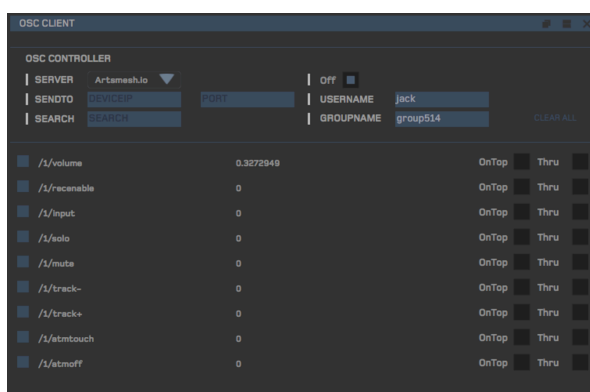 OSC CLIENT
OSC CONTROLLER
SERVER Artsmesh.io Off
SENDTO DEVICEIP PORT USERNAME jack
SEARCH SEARCH GROUPNAME group514 CLEAR ALL
/1/volume 0.3272949 OnTop Thru
/1/recenable 0 OnTop Thru
/1/input 0 OnTop Thru
/1/solo 0 OnTop Thru
/1/mute 0 OnTop Thru
/1/track- 0 OnTop Thru
/1/track+ 0 OnTop Thru
/1/atmtouch 0 OnTop Thru
/1/atmoff 0 OnTop Thru